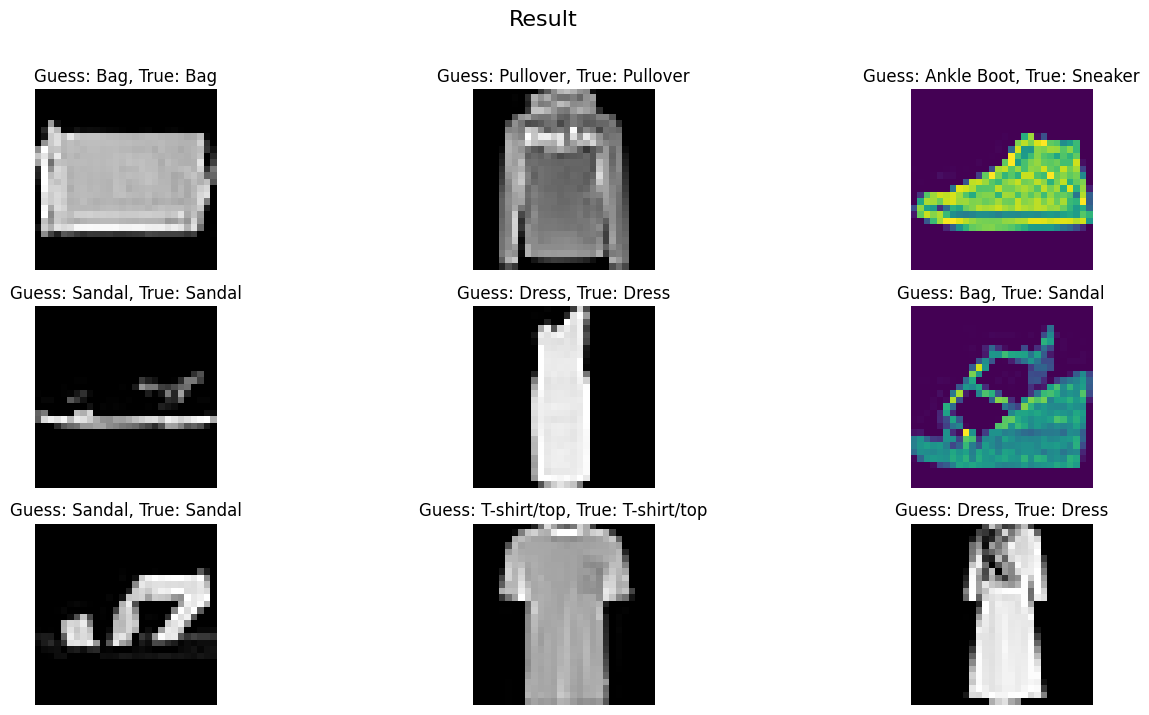 Result
Guess: Bag, True: Bag
Guess: Pullover, True: Pullover
Guess: Ankle Boot, True: Sneaker
Guess: Sandal, True: Sandal
Guess: Dress, True: Dress
Guess: Bag, True: Sandal
Guess: Sandal, True: Sandal
Guess: T-shirt/top, True: T-shirt/top
Guess: Dress, True: Dress